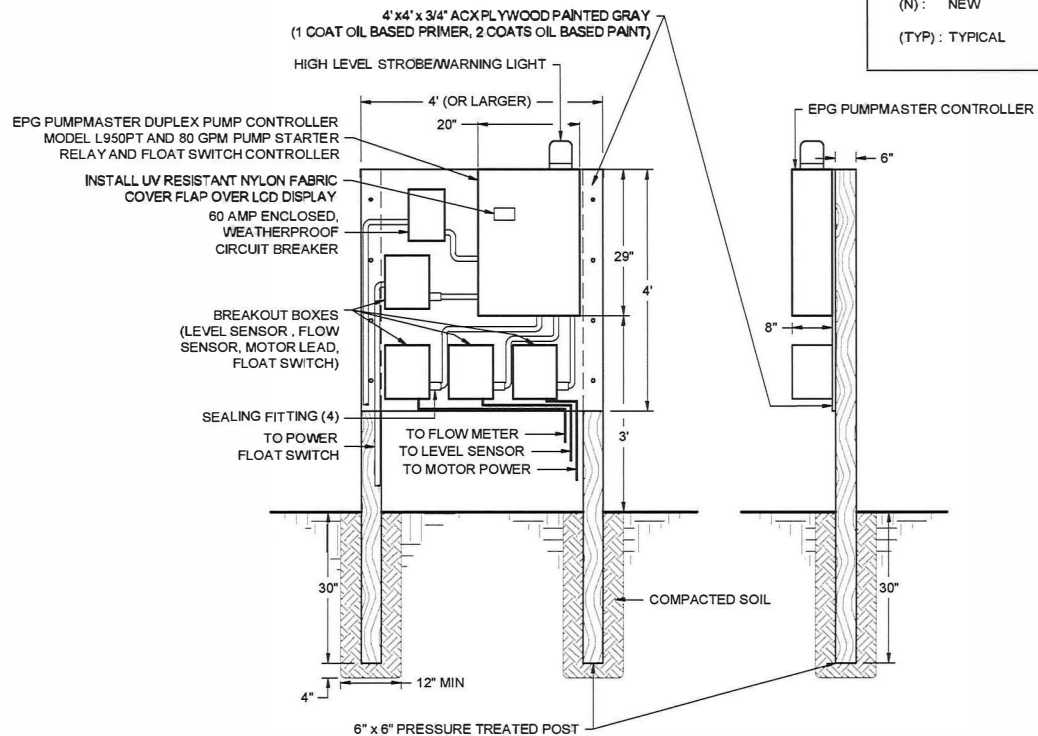 (N) : NEW
(TYP) : TYPICAL
4' x4' x 3/4" ACX PLYWOOD PAINTED GRAY
(1 COAT OIL BASED PRIMER, 2 COATS OIL BASED PAINT)
HIGH LEVEL STROBE/WARNING LIGHT
4' (OR LARGER)
20"
EPG PUMPMASTER CONTROLLER
6"
EPG PUMPMASTER DUPLEX PUMP CONTROLLER
MODEL L950PT AND 80 GPM PUMP STARTER
RELAY AND FLOAT SWITCH CONTROLLER
INSTALL UV RESISTANT NYLON FABRIC
COVER FLAP OVER LCD DISPLAY
60 AMP ENCLOSED,
WEATHERPROOF
CIRCUIT BREAKER
29"
4'
BREAKOUT BOXES
(LEVEL SENSOR , FLOW
SENSOR, MOTOR LEAD,
FLOAT SWITCH)
8"
SEALING FITTING (4)
TO POWER
FLOAT SWITCH
TO FLOW METER
TO LEVEL SENSOR
TO MOTOR POWER
3'
30"
COMPACTED SOIL
30"
4"
12" MIN
6" x 6" PRESSURE TREATED POST